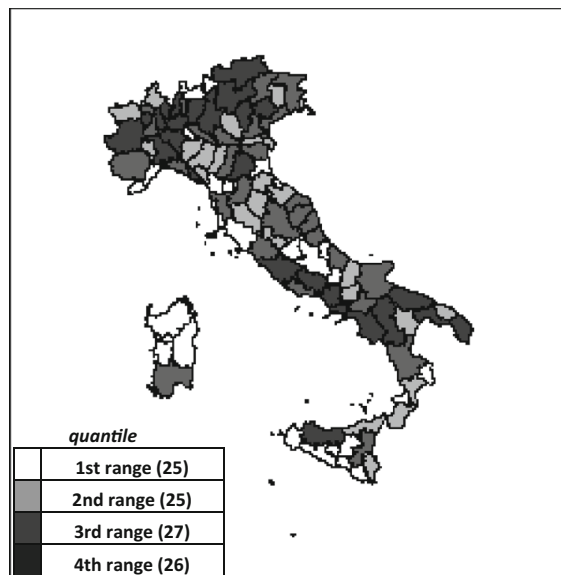 quantile
1st range (25)
2nd range (25)
3rd range (27)
4th range (26)